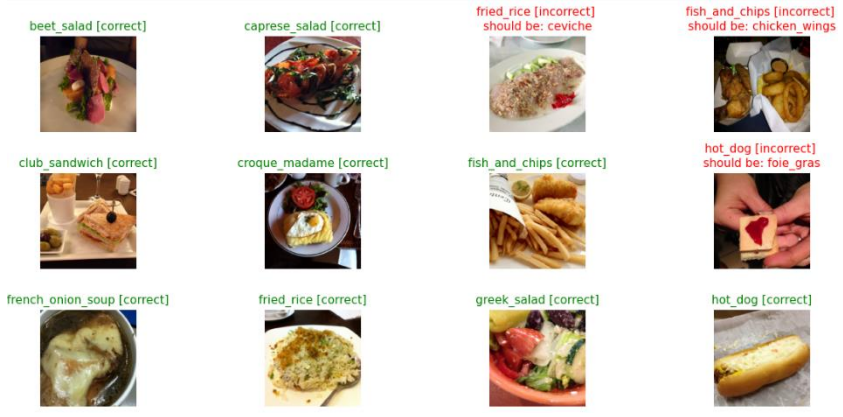 beet_salad [correct]
caprese_salad [correct]
fried_rice [incorrect]
should be: ceviche
fish_and_chips [incorrect]
should be: chicken_wings
club_sandwich [correct]
croque_madame [correct]
fish_and_chips [correct]
hot_dog [incorrect]
should be: foie_gras
french_onion_soup [correct]
fried_rice [correct]
greek_salad [correct]
hot_dog [correct]